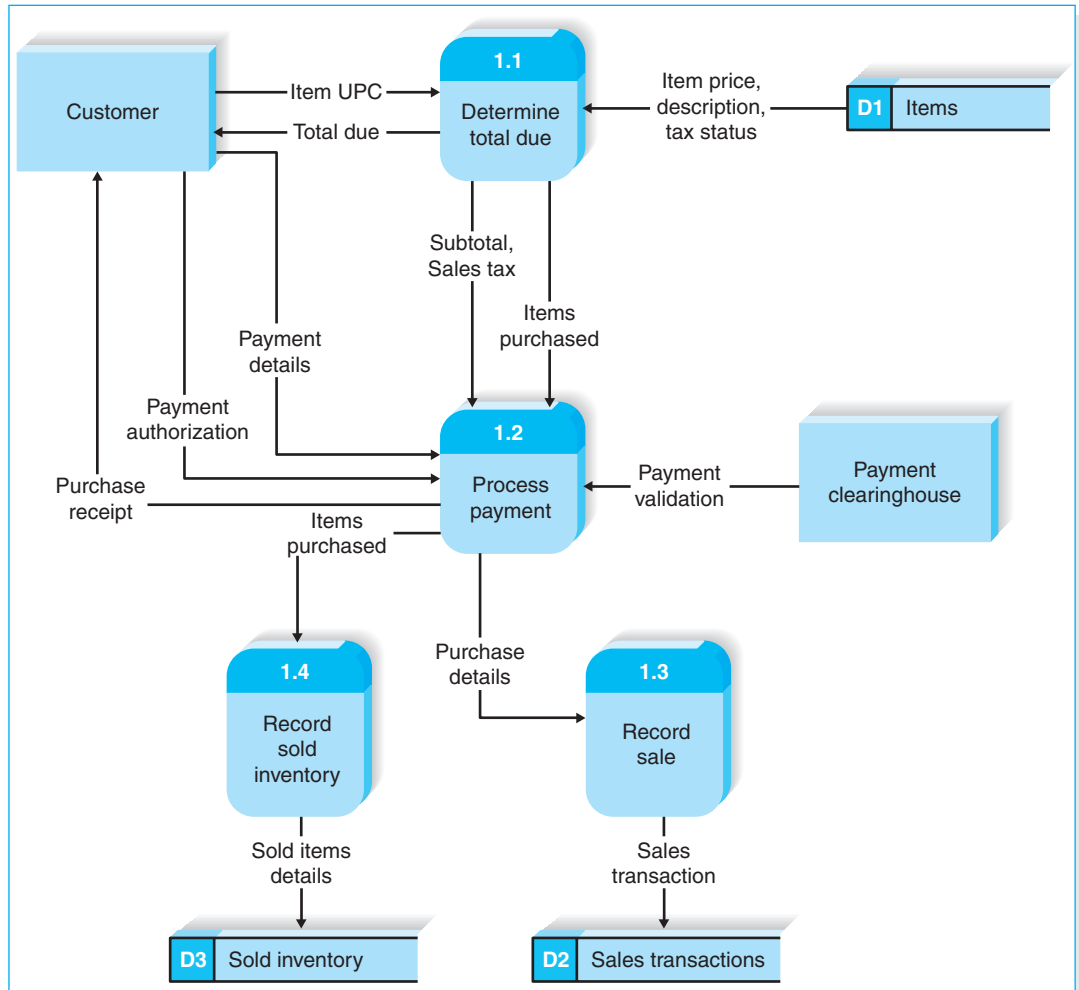 Customer
Item UPC
Total due
1.1
Determine
total due
Item price,
description,
tax status
D1
Items
Subtotal,
Sales tax
Items
purchased
Payment
details
Payment
authorization
Purchase
receipt
1.2
Process
payment
Payment
validation
Payment
clearinghouse
Items
purchased
Purchase
details
1.4
Record
sold
inventory
1.3
Record
sale
Sold items
details
Sales
transaction
D3
Sold inventory
D2
Sales transactions